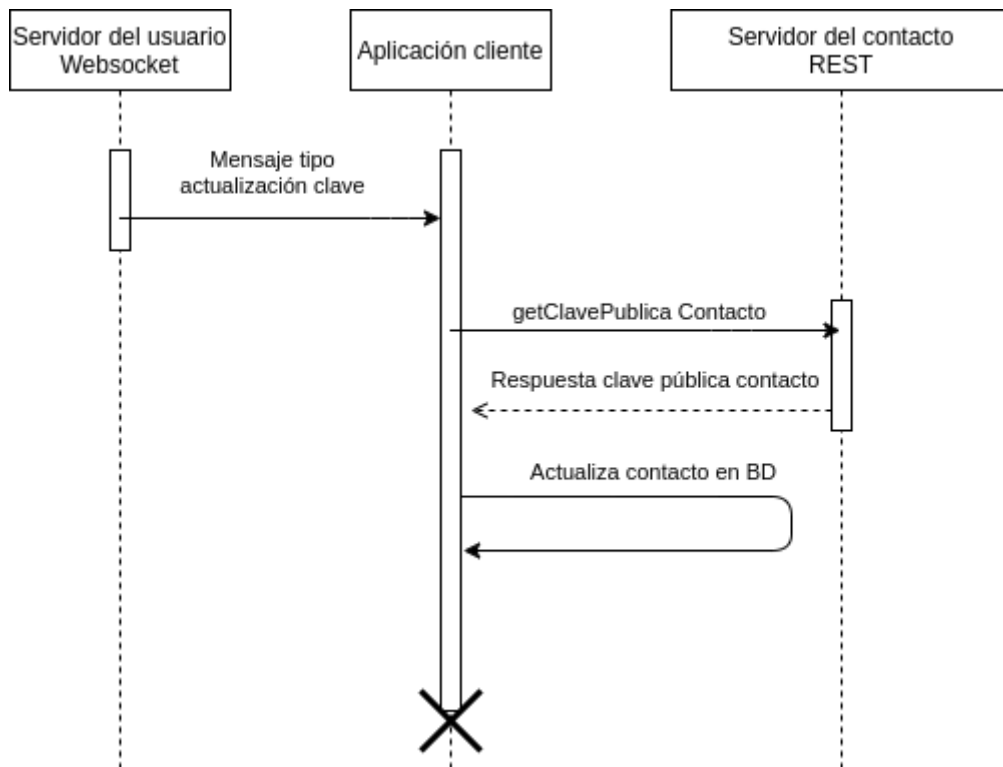 Servidor del usuario
Websocket
Aplicación cliente
Servidor del contacto
REST
Mensaje tipo
actualización clave
getClavePublica Contacto
Respuesta clave pública contacto
Actualiza contacto en BD